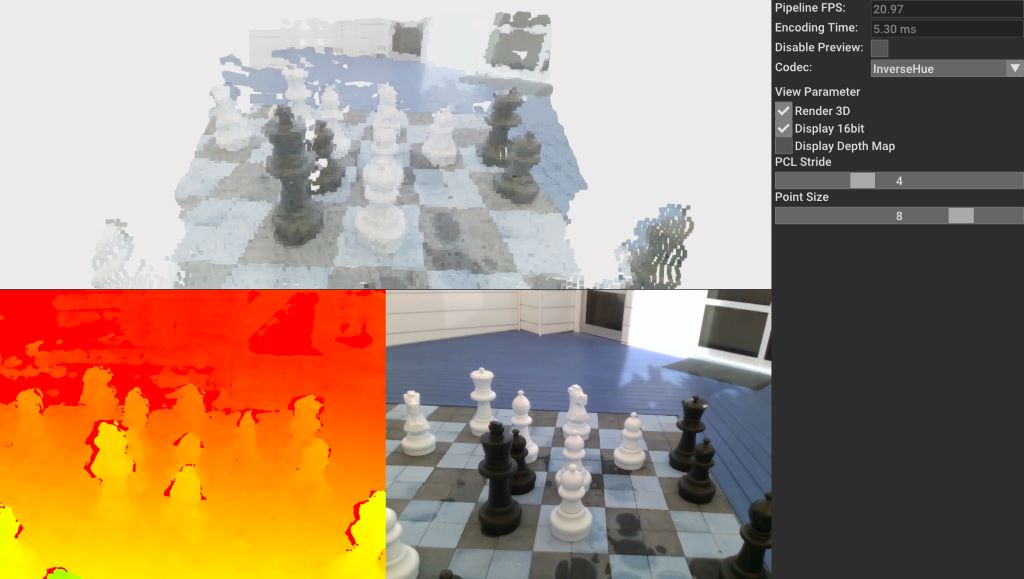 Pipeline FPS: 20.97
Encoding Time: 5.30 ms
Disable Preview:
Codec: InverseHue
View Parameter
Render 3D
Display 16bit
Display Depth Map
PCL Stride
4
Point Size
8